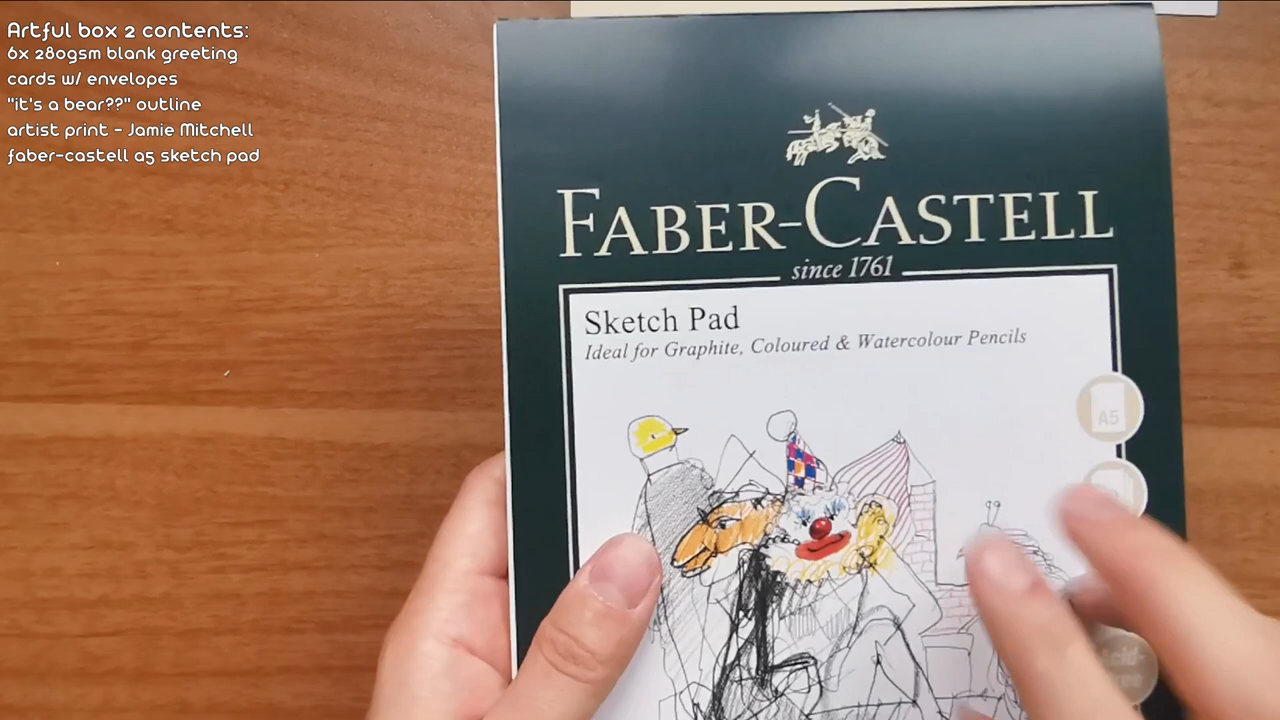 Artful box 2 contents:
6x 280gsm blank greeting
cards w/ envelopes
"it's a bear??" outline
artist print - Jamie Mitchell
faber-castell a5 sketch pad
FABER-CASTELL
since 1761
Sketch Pad
Ideal for Graphite, Coloured & Watercolour Pencils
A5
Acid-